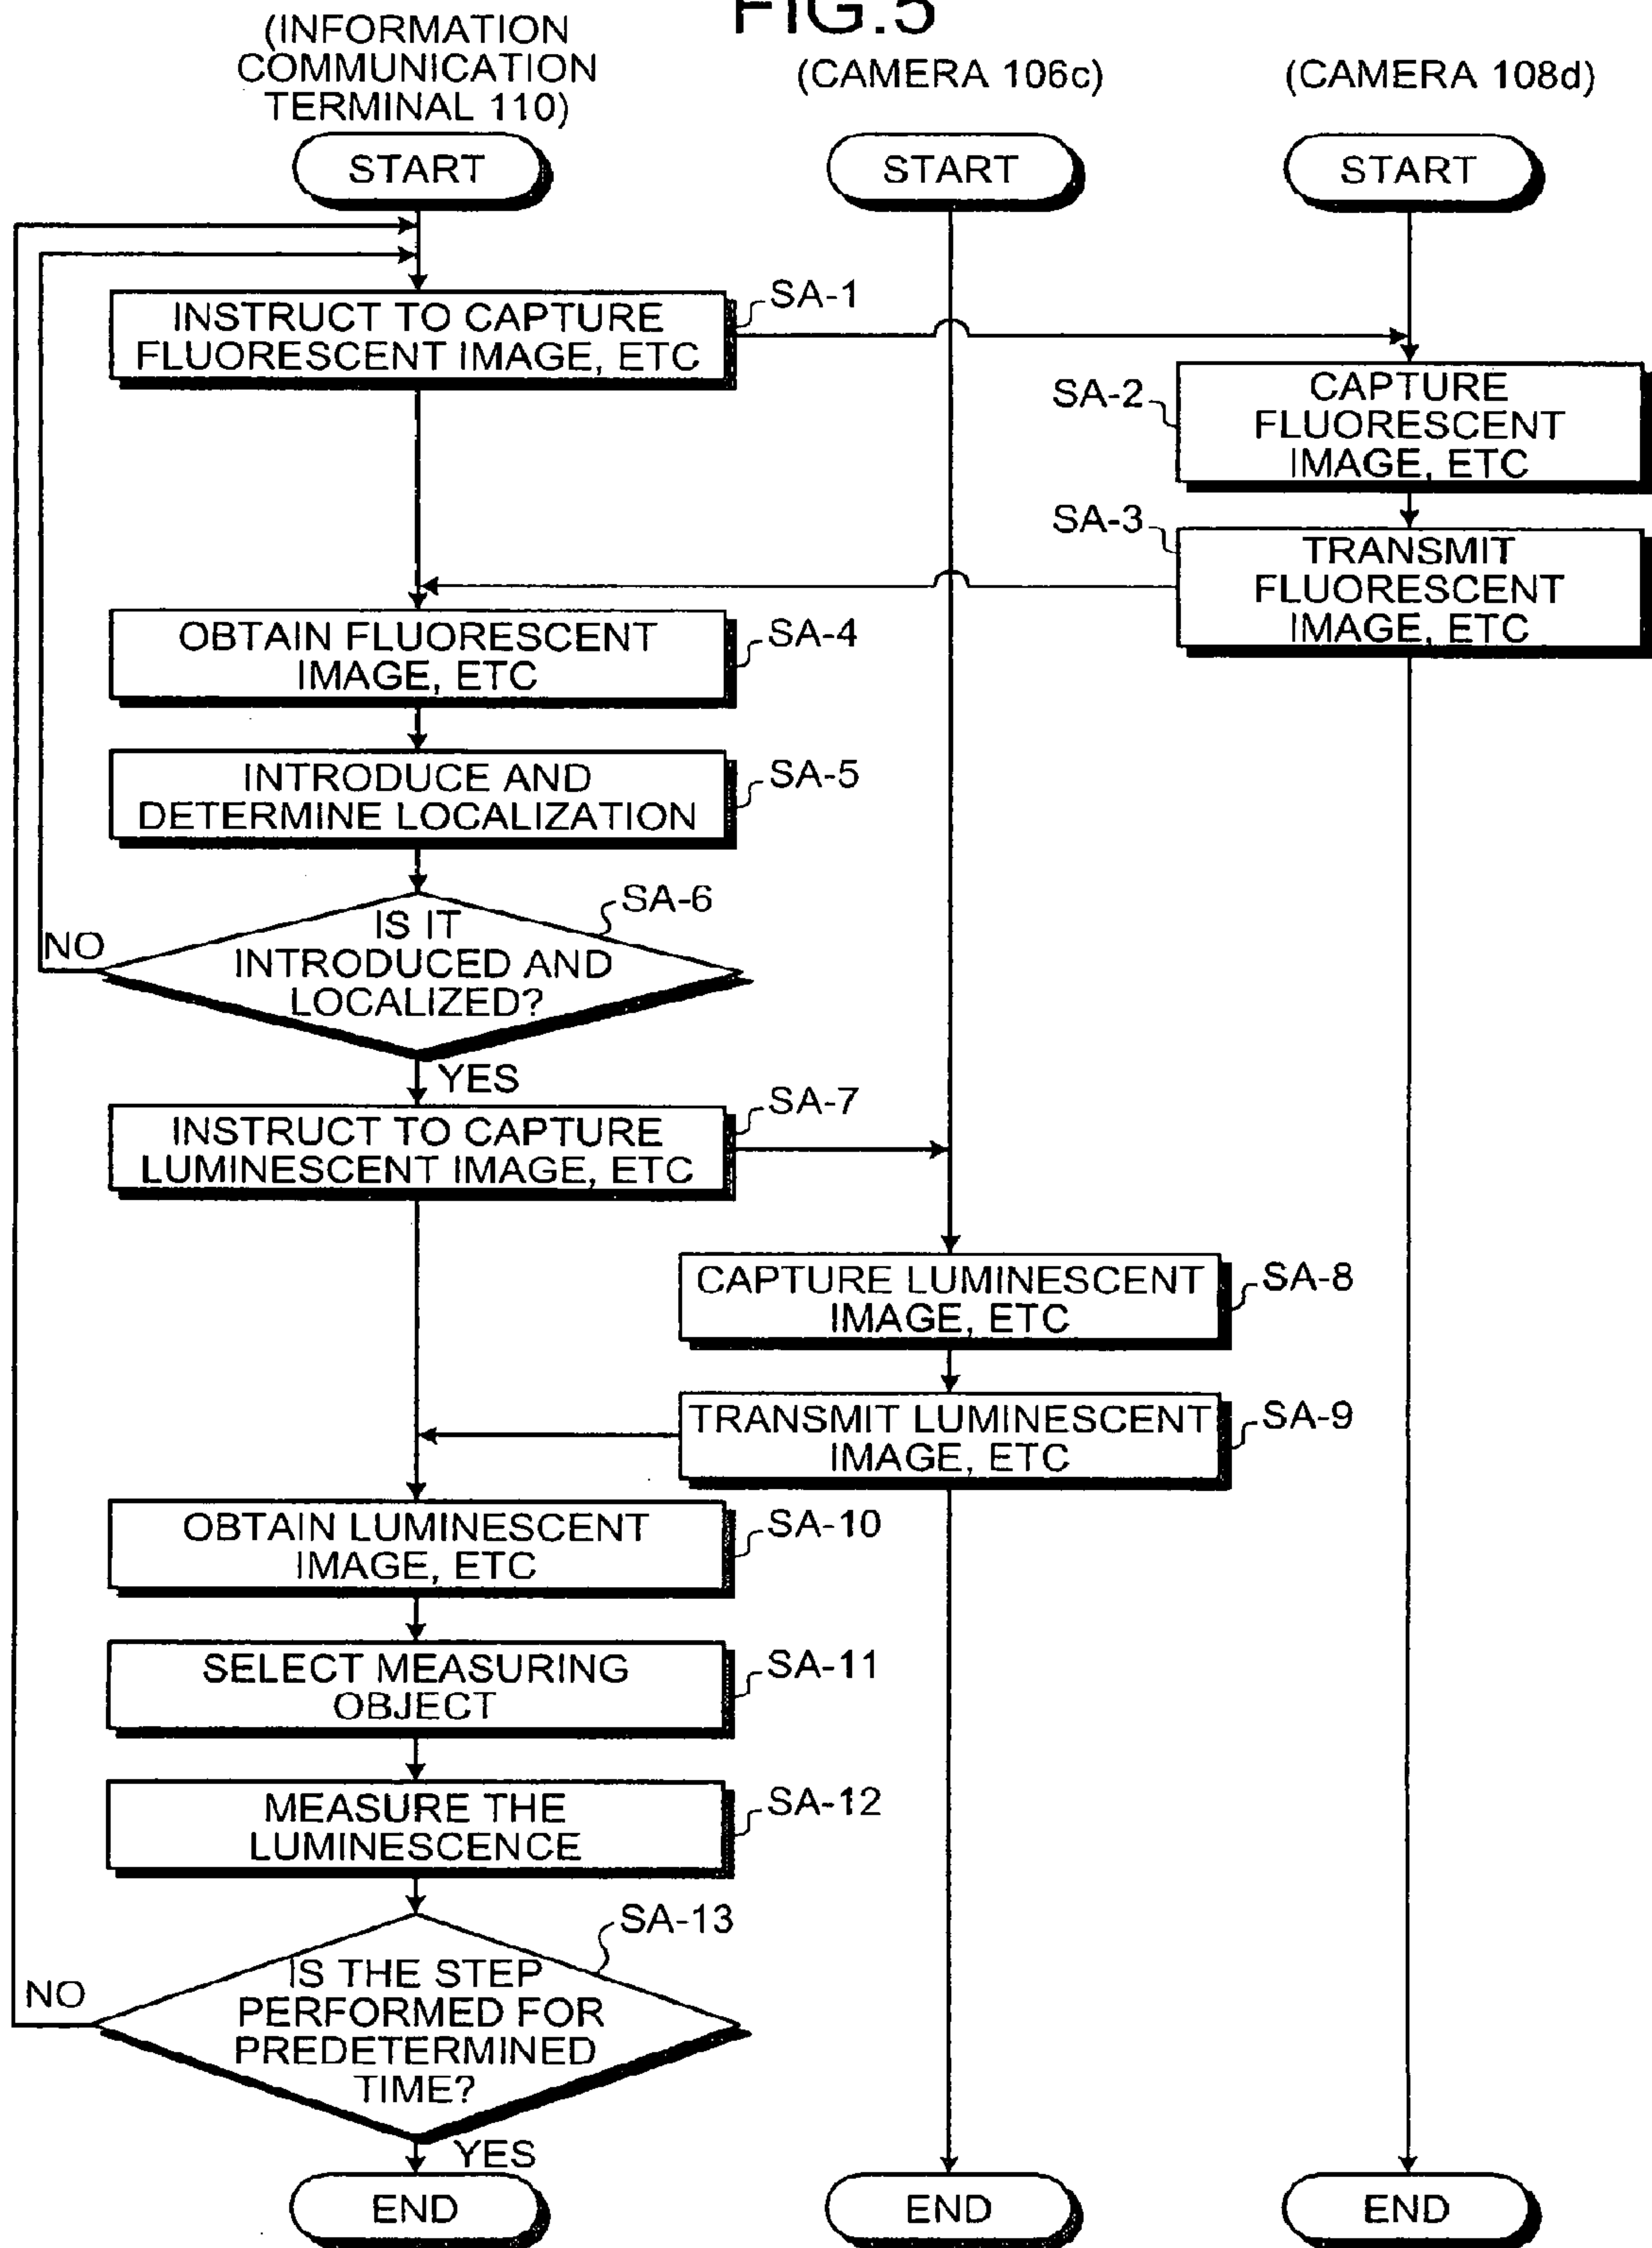 FIG.5
(INFORMATION
COMMUNICATION
TERMINAL 110)
(CAMERA 106c)
(CAMERA 108d)
START
START
START
INSTRUCT TO CAPTURE
FLUORESCENT IMAGE, ETC
SA-1
SA-2
CAPTURE
FLUORESCENT
IMAGE, ETC
SA-3
TRANSMIT
FLUORESCENT
IMAGE, ETC
OBTAIN FLUORESCENT
IMAGE, ETC
SA-4
INTRODUCE AND
DETERMINE LOCALIZATION
SA-5
SA-6
IS IT
INTRODUCED AND
LOCALIZED?
NO
YES
INSTRUCT TO CAPTURE
LUMINESCENT IMAGE, ETC
SA-7
CAPTURE LUMINESCENT
IMAGE, ETC
SA-8
TRANSMIT LUMINESCENT
IMAGE, ETC
SA-9
OBTAIN LUMINESCENT
IMAGE, ETC
SA-10
SELECT MEASURING
OBJECT
SA-11
MEASURE THE
LUMINESCENCE
SA-12
SA-13
IS THE STEP
PERFORMED FOR
PREDETERMINED
TIME?
NO
YES
END
END
END